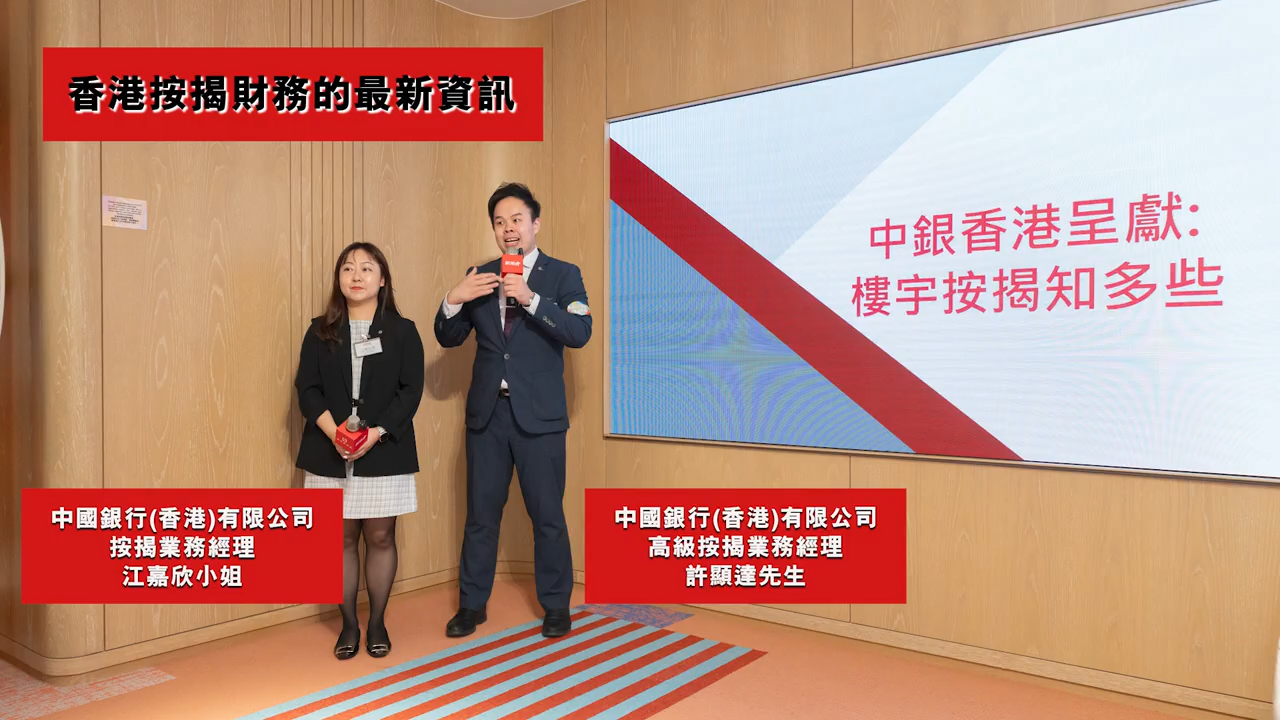 香港按揭財務的最新資訊
中銀香港呈獻:
樓宇按揭知多些
中國銀行(香港)有限公司
按揭業務經理
江嘉欣小姐
中國銀行(香港)有限公司
高級按揭業務經理
許顯達先生